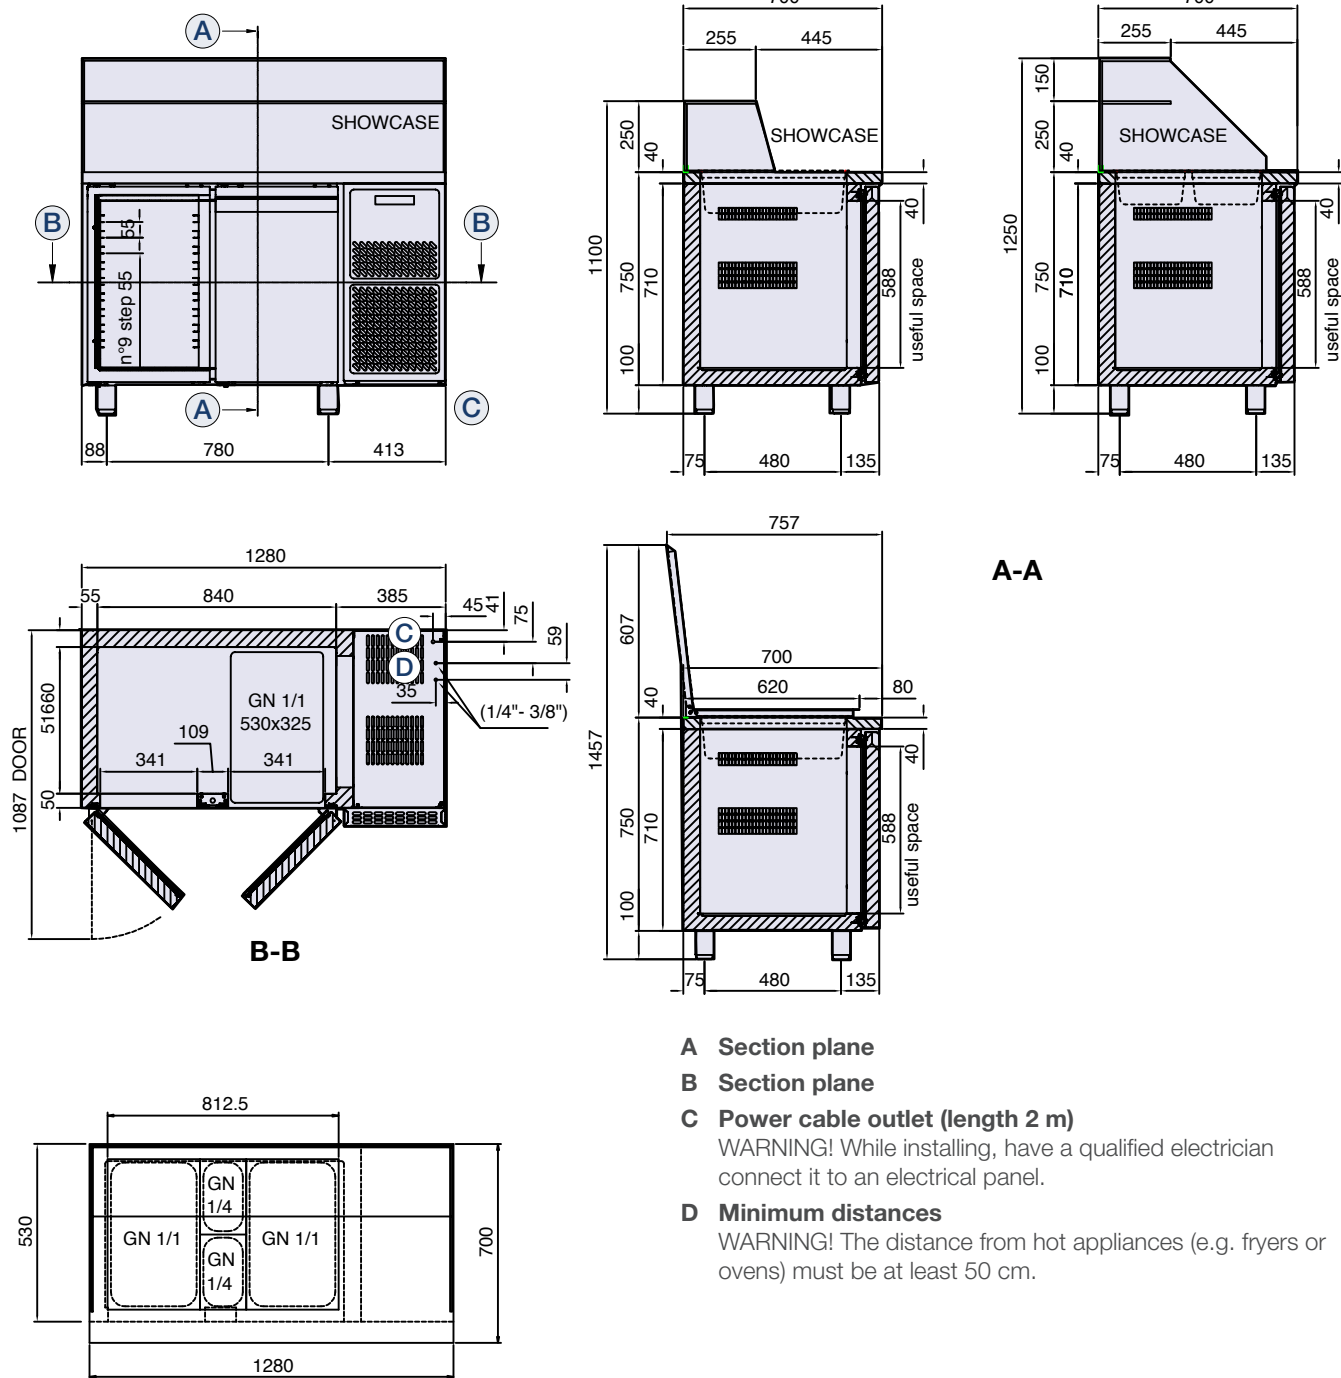 A
SHOWCASE
B
B
55
n°9 step 55
A
C
88
780
413
255
445
SHOWCASE
250
40
1100
750
710
100
40
588
useful space
75
480
135
255
445
150
250
40
SHOWCASE
1250
750
710
100
40
588
useful space
75
480
135
A-A
1280
55
840
385
45
41
75
59
C
D
35
(1/4"- 3/8")
GN 1/1
530x325
109
341
341
51660
50
1087 DOOR
B-B
757
607
700
620
80
40
1457
750
710
100
40
588
useful space
75
480
135
812.5
GN
1/4
GN 1/1
GN 1/1
GN
1/4
530
700
1280
A Section plane
B Section plane
C Power cable outlet (length 2 m)
WARNING! While installing, have a qualified electrician
connect it to an electrical panel.
D Minimum distances
WARNING! The distance from hot appliances (e.g. fryers or
ovens) must be at least 50 cm.